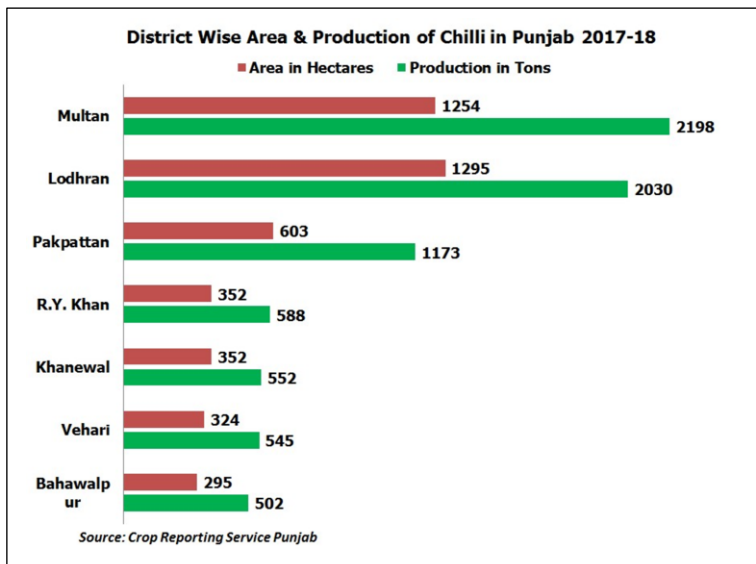 District Wise Area & Production of Chilli in Punjab 2017-18
Area in Hectares Production in Tons
Multan
1254
2198
Lodhran
1295
2030
Pakpattan
603
1173
R.Y. Khan
352
588
Khanewal
352
552
Vehari
324
545
Bahawalp
ur
295
502
Source: Crop Reporting Service Punjab